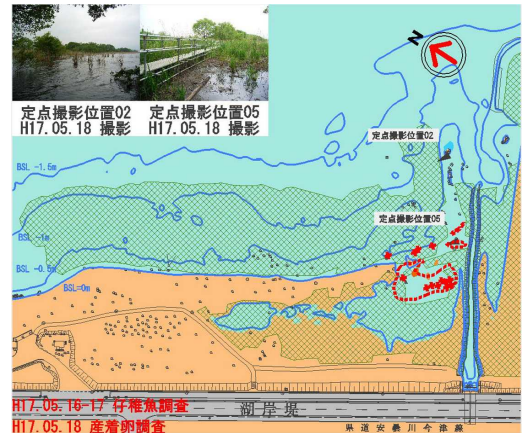 定点撮影位置02
H17.05.18 撮影
定点撮影位置05
H17.05.18 撮影
N
定点撮影位置02
BSL -1.5m
定点撮影位置05
BSL -1m
BSL -0.5m
BSL=0m
H17.05.16-17 仔稚魚調査
湖岸堤
H17.05.18 産着卵調査
県道安曇川今津線